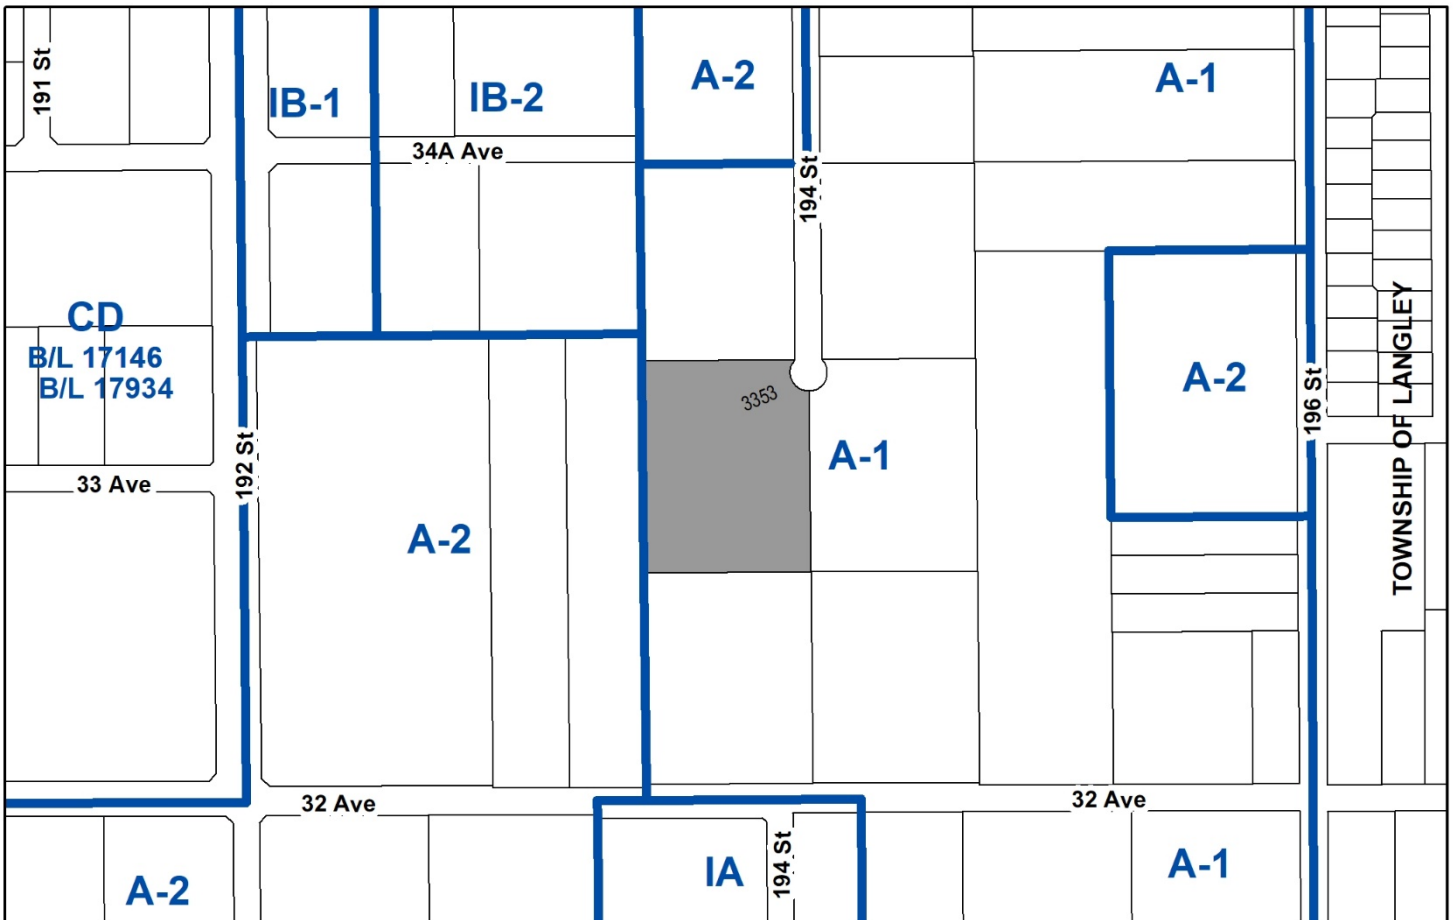 191 St
IB-1
IB-2
A-2
A-1
34A Ave
194 St
CD
B/L 17146
B/L 17934
3353
A-2
196 St
TOWNSHIP OF LANGLEY
192 St
A-1
33 Ave
A-2
32 Ave
32 Ave
A-2
IA
194 St
A-1